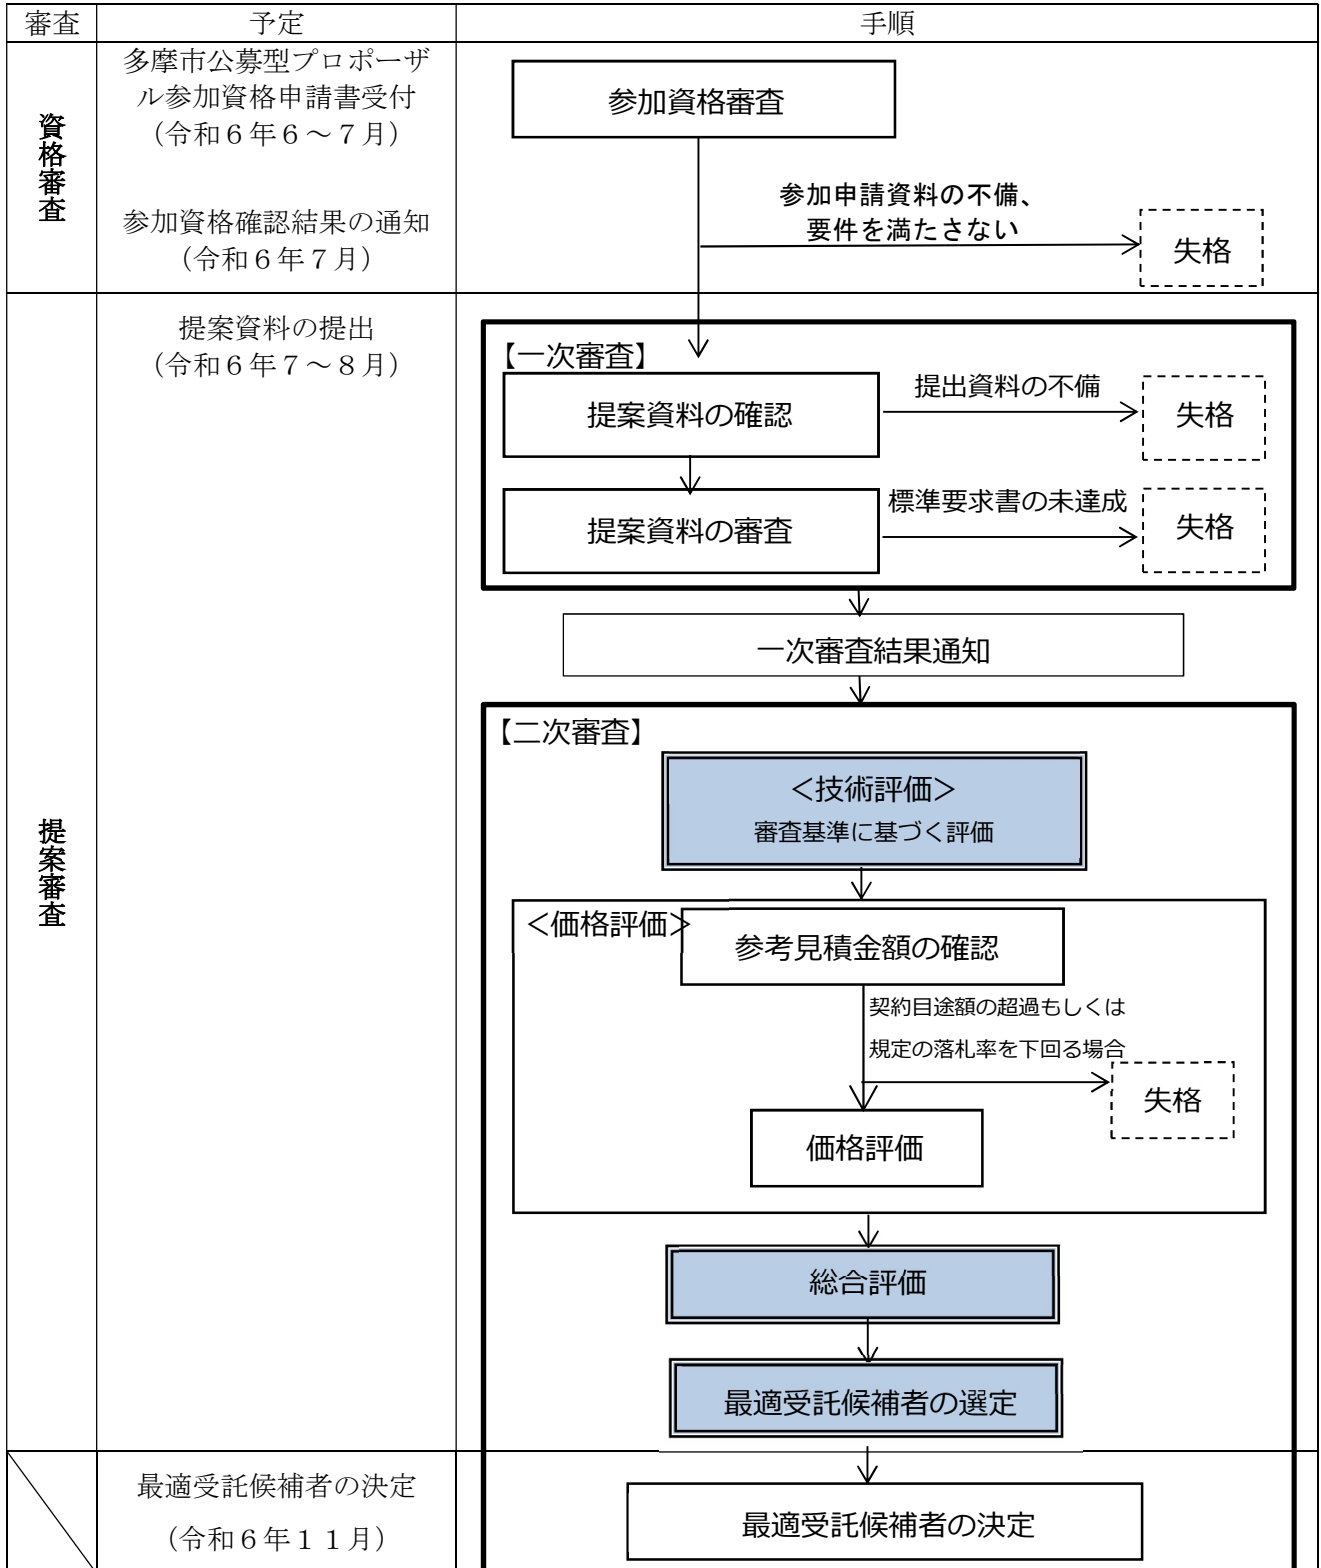 審査
予定
手順
資格審査
多摩市公募型プロポーザ
ル参加資格申請書受付
（令和６年６～７月）
参加資格確認結果の通知
（令和６年７月）
参加資格審査
参加申請資料の不備、
要件を満たさない
失格
提案審査
提案資料の提出
（令和６年７～８月）
【一次審査】
提案資料の確認
提出資料の不備
失格
提案資料の審査
標準要求書の未達成
失格
一次審査結果通知
【二次審査】
＜技術評価＞
審査基準に基づく評価
＜価格評価＞
参考見積金額の確認
契約目途額の超過もしくは
規定の落札率を下回る場合
失格
価格評価
総合評価
最適受託候補者の選定
最適受託候補者の決定
（令和６年１１月）
最適受託候補者の決定